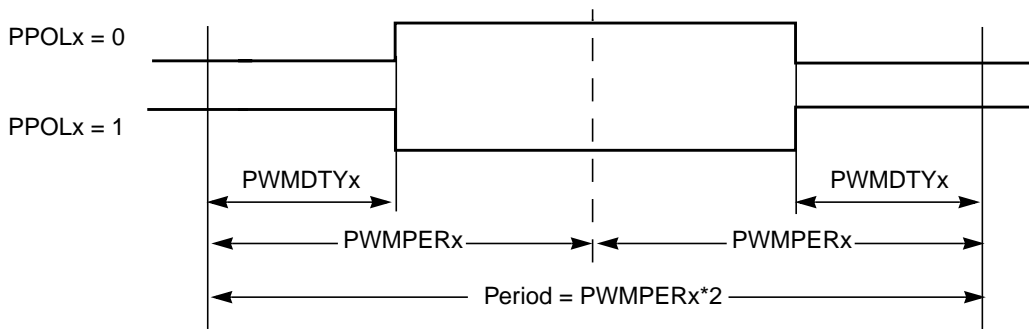 PPOLx = 0
PPOLx = 1
PWMDTYx
PWMDTYx
PWMPERx
PWMPERx
Period = PWMPERx*2